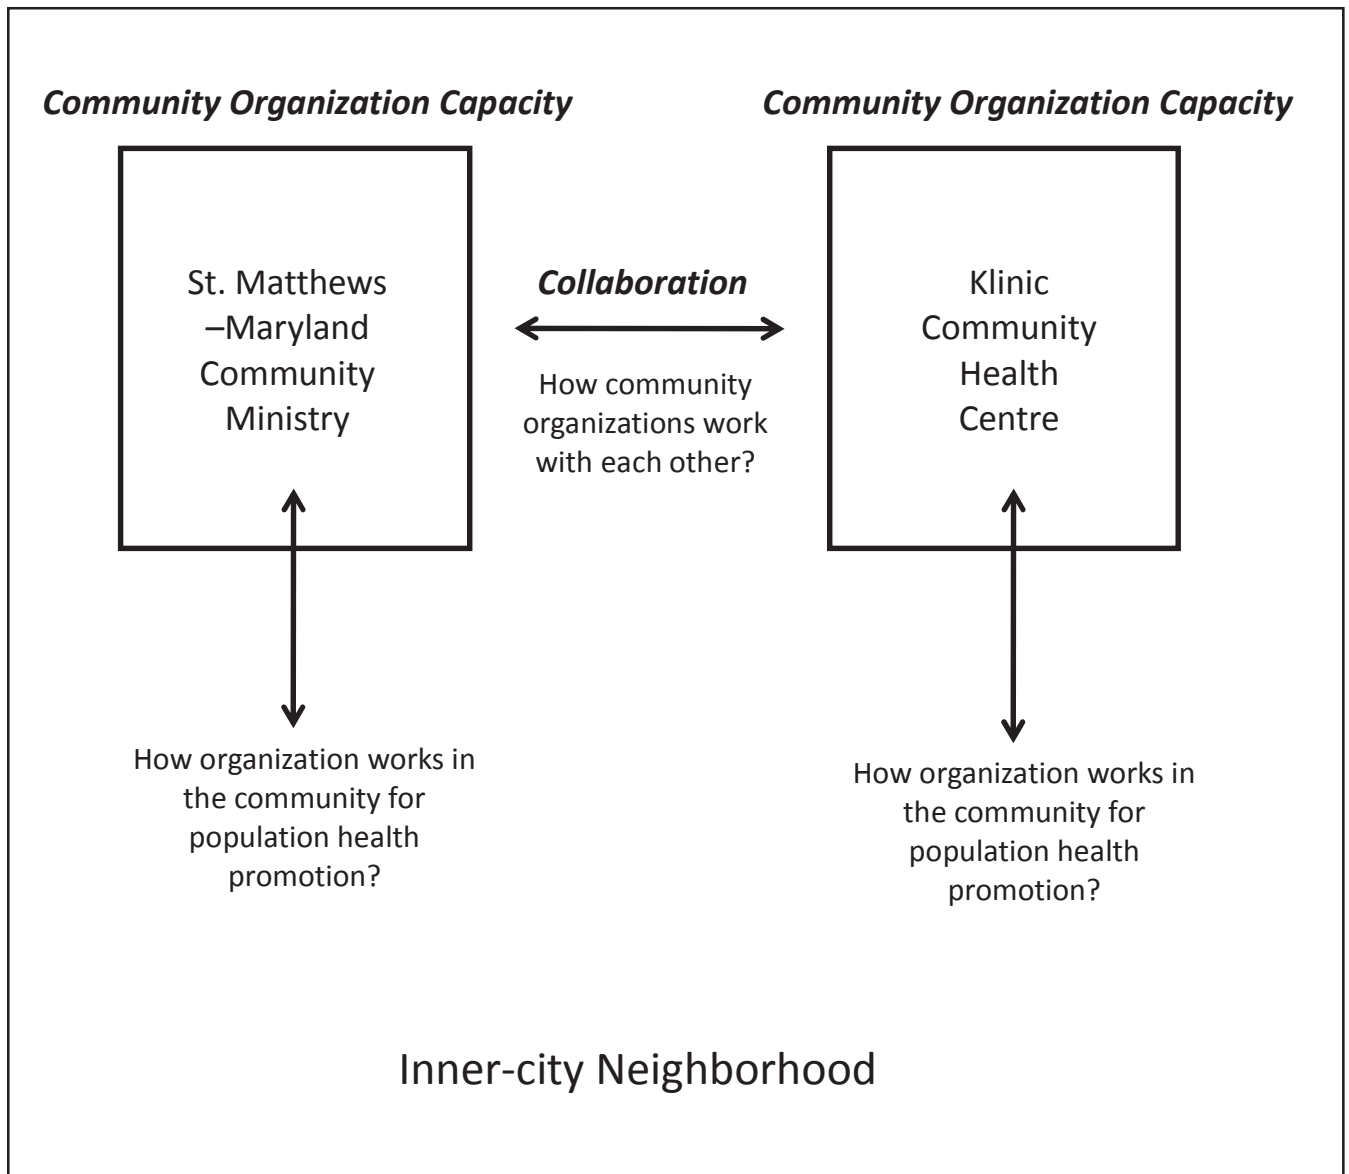 Community Organization Capacity
Community Organization Capacity
St. Matthews
–Maryland
Community
Ministry
Collaboration
How community
organizations work
with each other?
Klinic
Community
Health
Centre
How organization works in
the community for
population health
promotion?
How organization works in
the community for
population health
promotion?
Inner-city Neighborhood